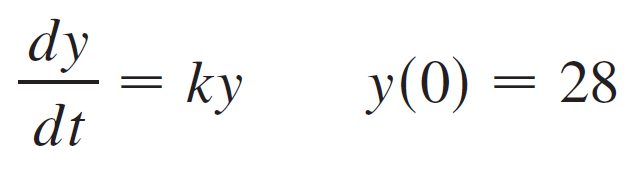 dy/dt = ky    y(0) = 28